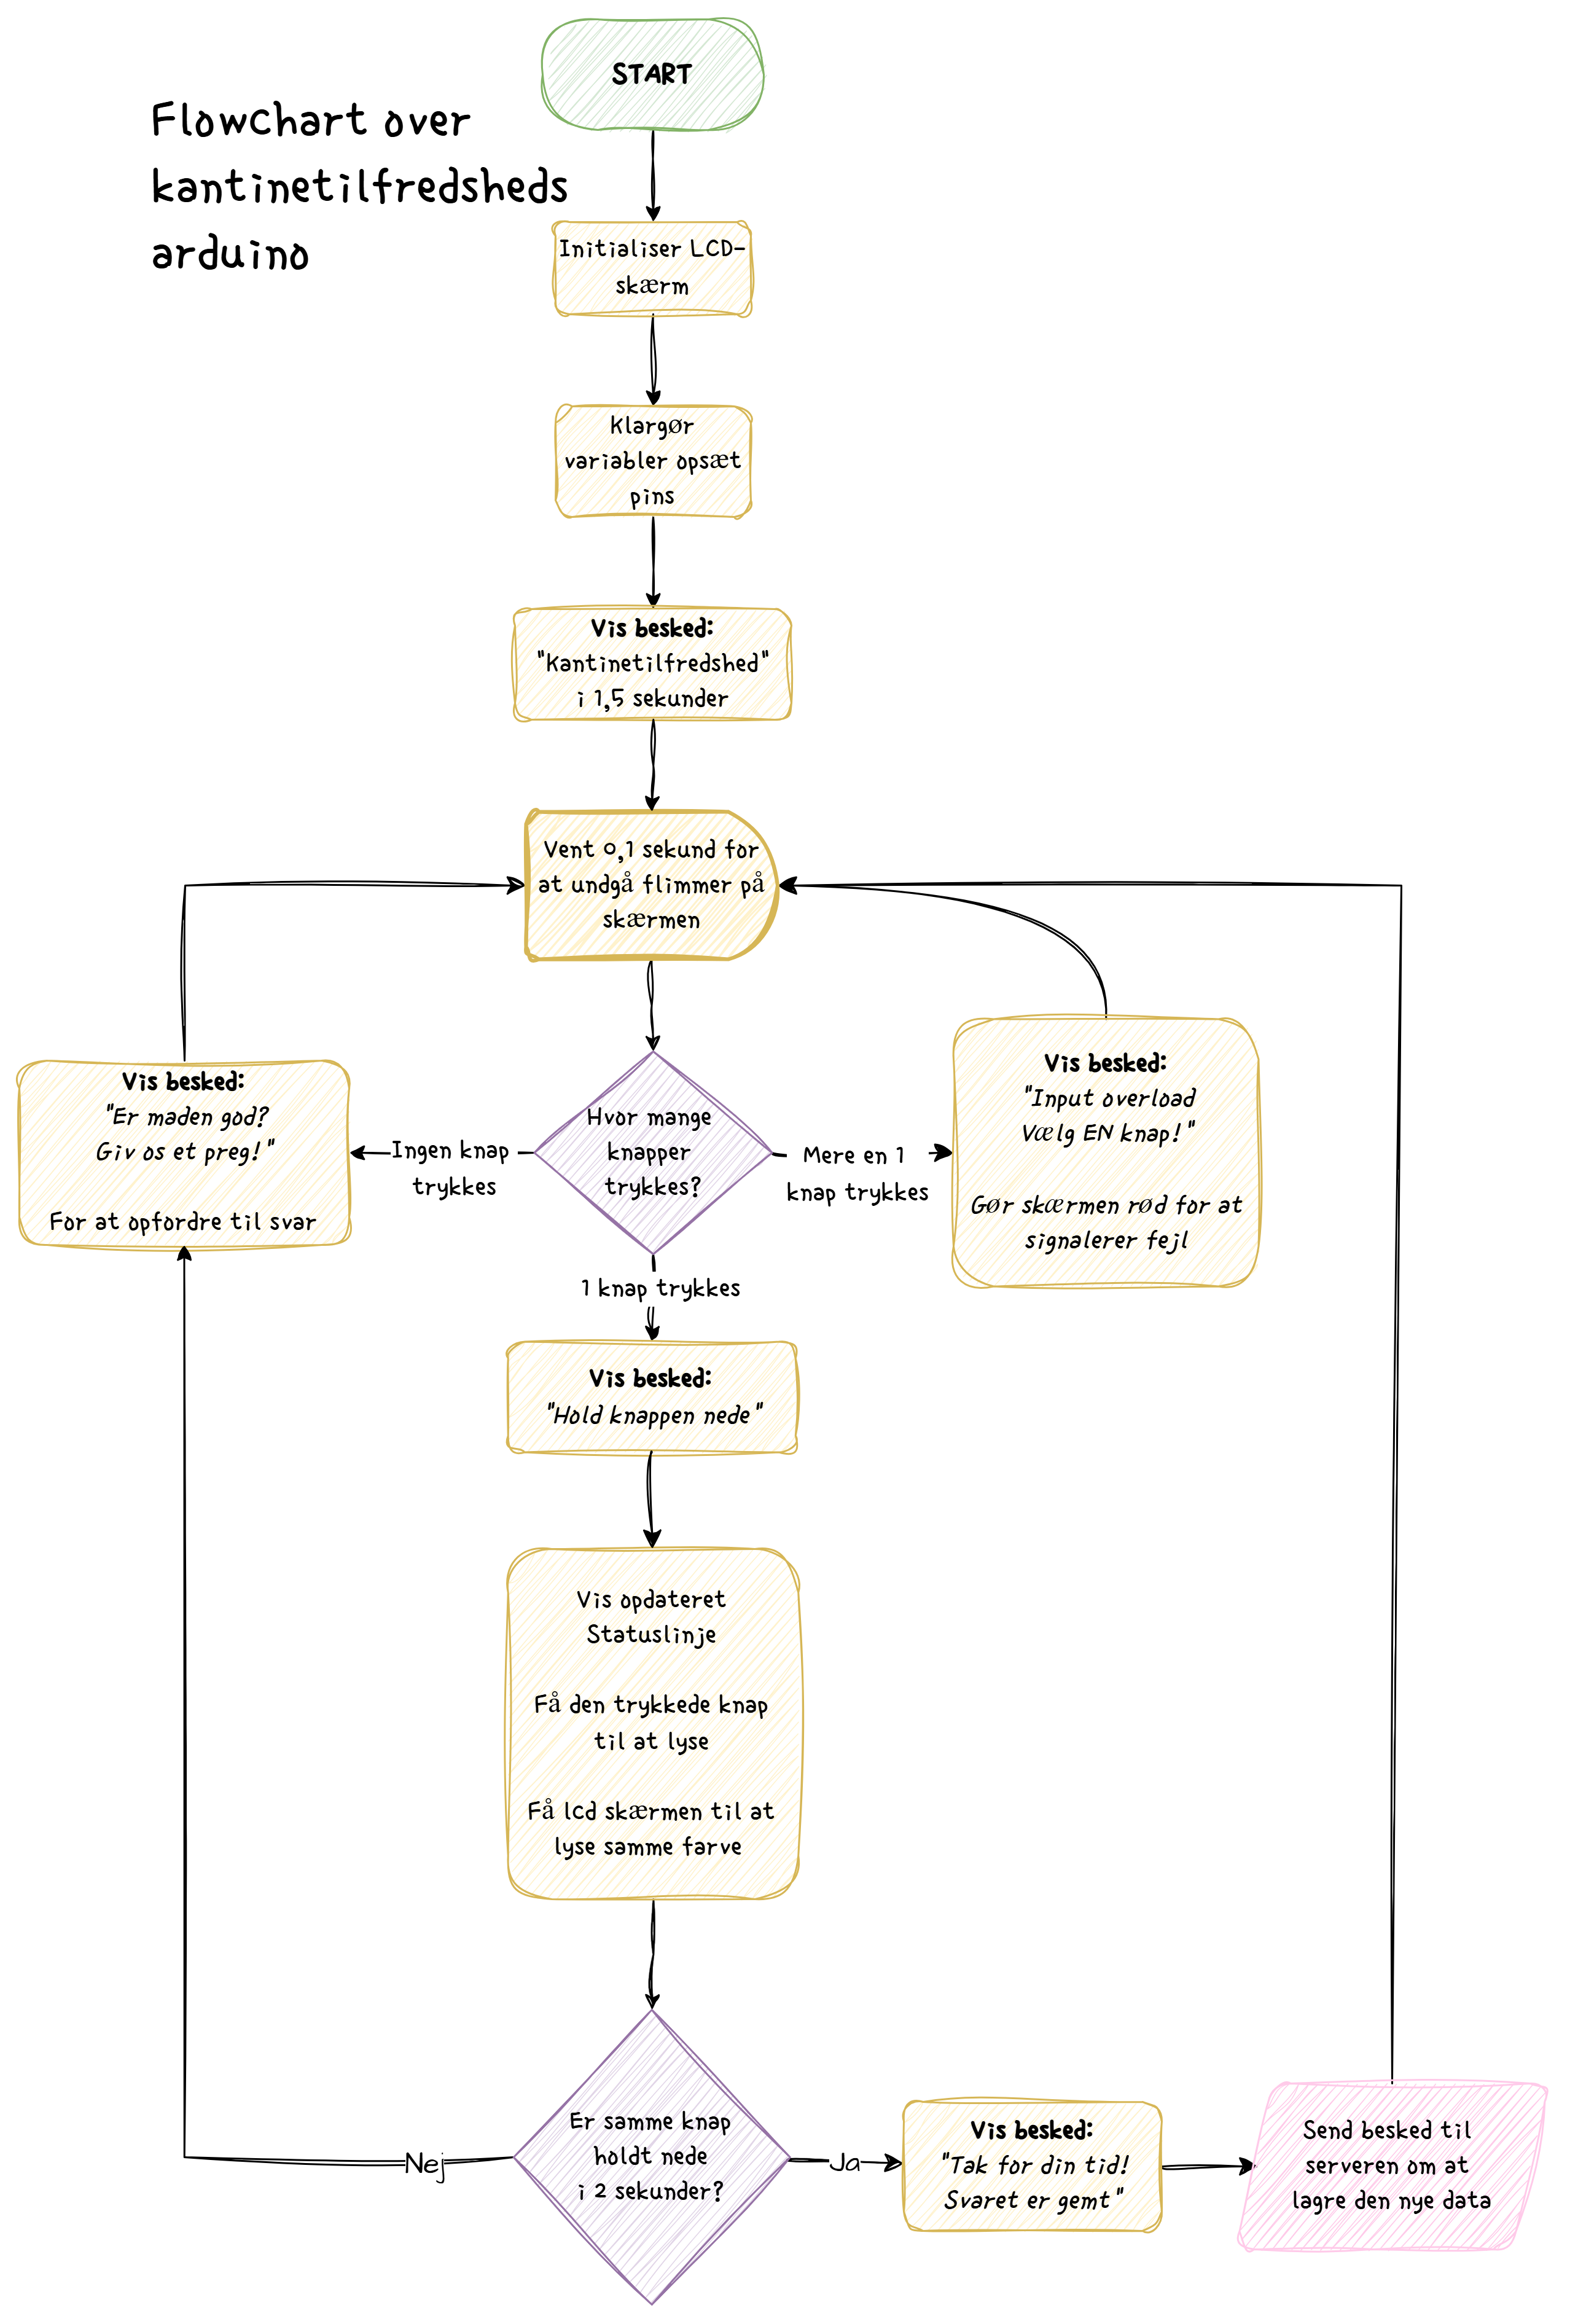 START
Flowchart over
kantinetilfredsheds
arduino
Initialiser LCD-
skærm
Klargør
variabler opsæt
pins
Vis besked:
"Kantinetilfredshed"
i 1,5 sekunder
Vent 0,1 sekund for
at undgå flimmer på
skærmen
Vis besked:
"Er maden god?
Giv os et preg!"
For at opfordre til svar
Ingen knap
trykkes
Hvor mange
knapper
trykkes?
Mere en 1
knap trykkes
Vis besked:
"Input overload
Vælg EN knap!"
Gør skærmen rød for at
signalerer fejl
1 knap trykkes
Vis besked:
"Hold knappen nede"
Vis opdateret
Statuslinje
Få den trykkede knap
til at lyse
Få lcd skærmen til at
lyse samme farve
Nej
Er samme knap
holdt nede
i 2 sekunder?
Ja
Vis besked:
"Tak for din tid!
Svaret er gemt"
Send besked til
serveren om at
lagre den nye data